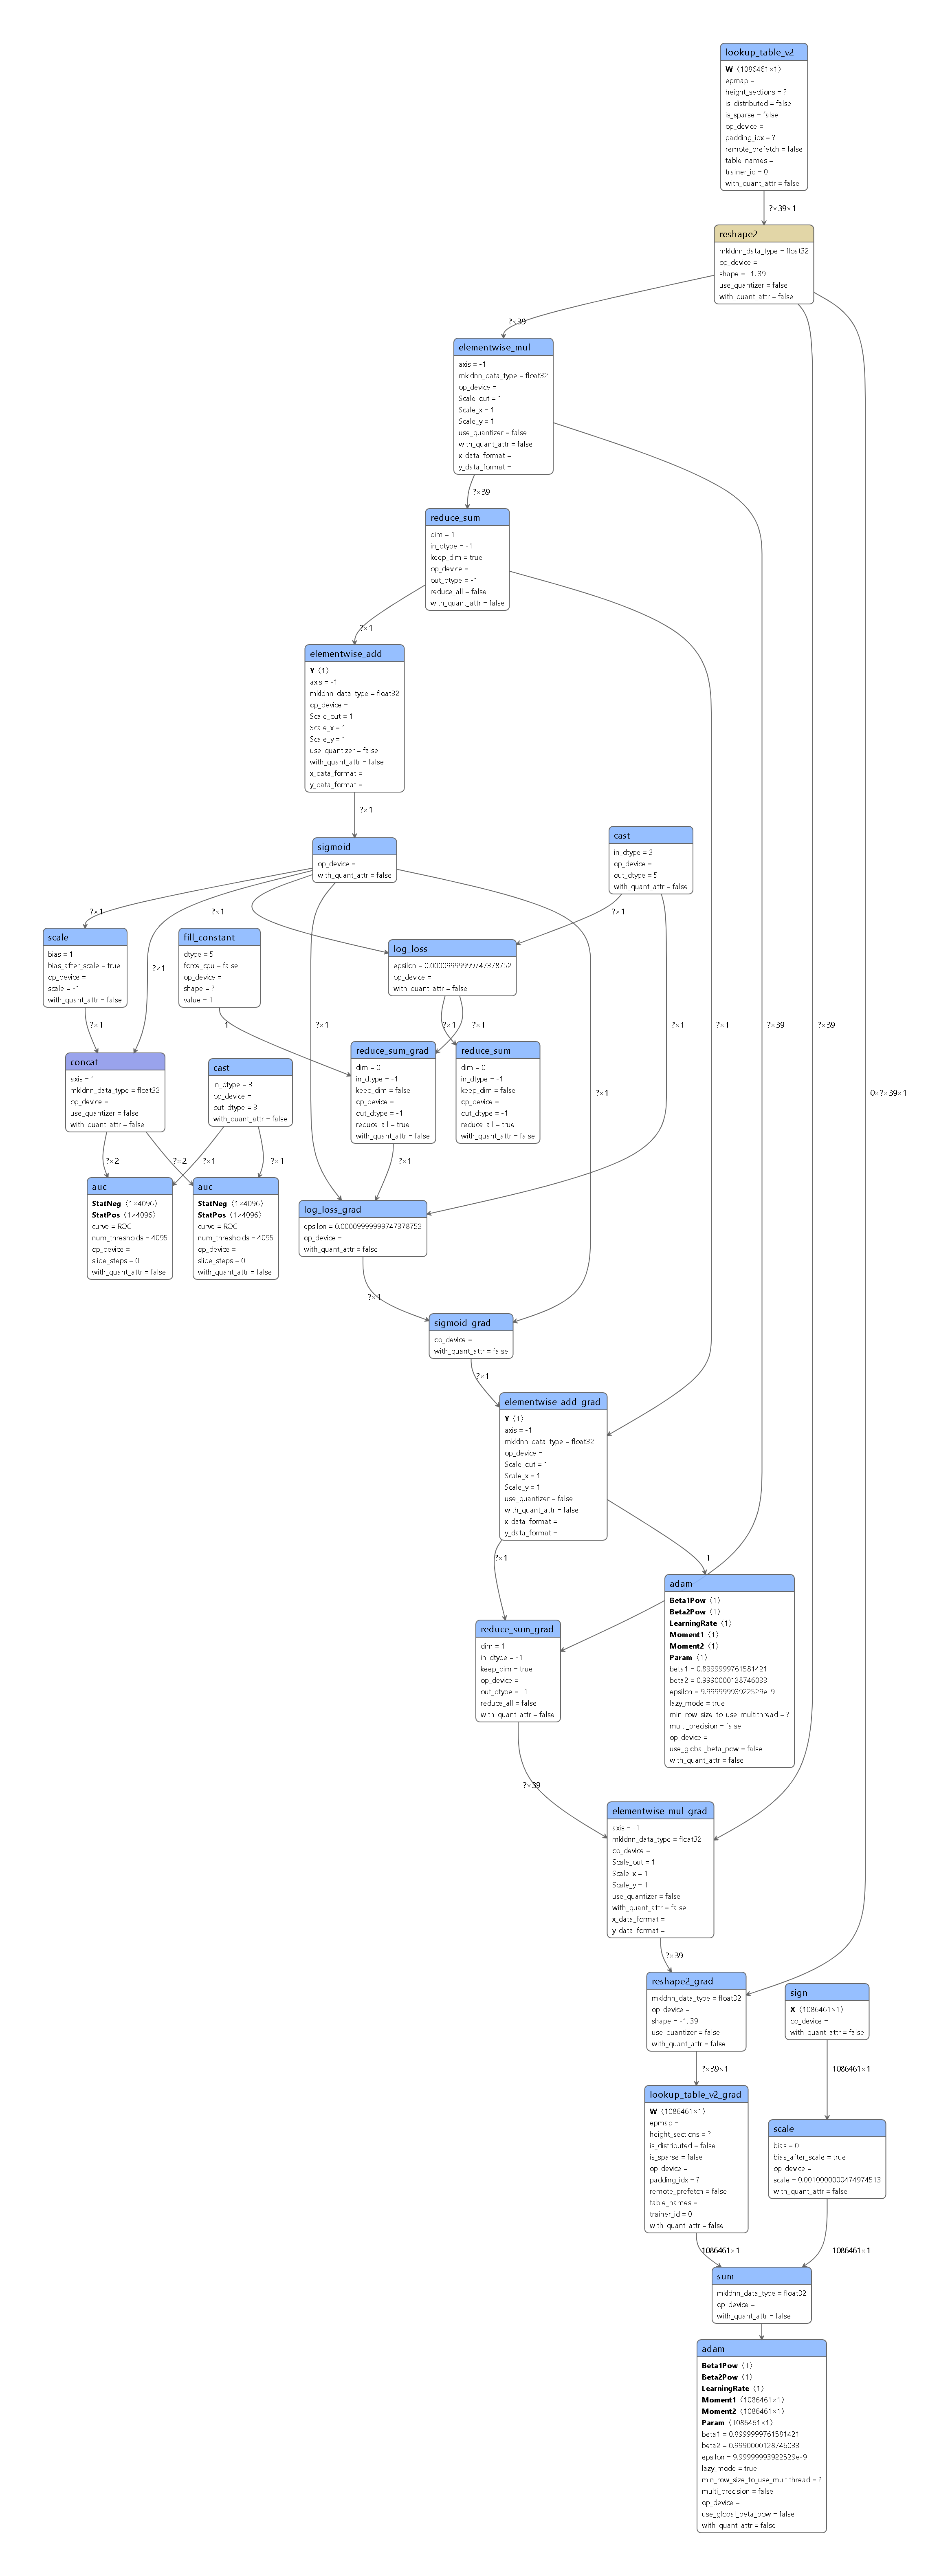 lookup_table_v2
W ⟨1086461×1⟩
epmap =
height_sections = ?
is_distributed = false
is_sparse = false
op_device =
padding_idx = ?
remote_prefetch = false
table_names =
trainer_id = 0
with_quant_attr = false
?×39×1
reshape2
mkldnn_data_type = float32
op_device =
shape = -1, 39
use_quantizer = false
with_quant_attr = false
?×39
elementwise_mul
axis = -1
mkldnn_data_type = float32
op_device =
Scale_out = 1
Scale_x = 1
Scale_y = 1
use_quantizer = false
with_quant_attr = false
x_data_format =
y_data_format =
?×39
reduce_sum
dim = 1
in_dtype = -1
keep_dim = true
op_device =
out_dtype = -1
reduce_all = false
with_quant_attr = false
?×1
elementwise_add
Y ⟨1⟩
axis = -1
mkldnn_data_type = float32
op_device =
Scale_out = 1
Scale_x = 1
Scale_y = 1
use_quantizer = false
with_quant_attr = false
x_data_format =
y_data_format =
?×1
sigmoid
op_device =
with_quant_attr = false
cast
in_dtype = 3
op_device =
out_dtype = 5
with_quant_attr = false
?×1
?×1
?×1
scale
bias = 1
bias_after_scale = true
op_device =
scale = -1
with_quant_attr = false
fill_constant
dtype = 5
force_cpu = false
op_device =
shape = ?
value = 1
with_quant_attr = false
log_loss
epsilon = 0.00009999999747378752
op_device =
with_quant_attr = false
?×1
?×1
1
?×1
?×1
?×1
?×1
?×1
?×39
?×39
concat
axis = 1
mkldnn_data_type = float32
op_device =
use_quantizer = false
with_quant_attr = false
cast
in_dtype = 3
op_device =
out_dtype = 3
with_quant_attr = false
reduce_sum_grad
dim = 0
in_dtype = -1
keep_dim = false
op_device =
out_dtype = -1
reduce_all = true
with_quant_attr = false
reduce_sum
dim = 0
in_dtype = -1
keep_dim = false
op_device =
out_dtype = -1
reduce_all = true
with_quant_attr = false
?×1
0×?×39×1
?×2
?×2
?×1
?×1
?×1
auc
StatNeg ⟨1×4096⟩
StatPos ⟨1×4096⟩
curve = ROC
num_thresholds = 4095
op_device =
slide_steps = 0
with_quant_attr = false
auc
StatNeg ⟨1×4096⟩
StatPos ⟨1×4096⟩
curve = ROC
num_thresholds = 4095
op_device =
slide_steps = 0
with_quant_attr = false
log_loss_grad
epsilon = 0.00009999999747378752
op_device =
with_quant_attr = false
?×1
sigmoid_grad
op_device =
with_quant_attr = false
?×1
elementwise_add_grad
Y ⟨1⟩
axis = -1
mkldnn_data_type = float32
op_device =
Scale_out = 1
Scale_x = 1
Scale_y = 1
use_quantizer = false
with_quant_attr = false
x_data_format =
y_data_format =
?×1
1
adam
Beta1Pow ⟨1⟩
Beta2Pow ⟨1⟩
LearningRate ⟨1⟩
Moment1 ⟨1⟩
Moment2 ⟨1⟩
Param ⟨1⟩
beta1 = 0.8999999761581421
beta2 = 0.9990000128746033
epsilon = 9.99999993922529e-9
lazy_mode = true
min_row_size_to_use_multithread = ?
multi_precision = false
op_device =
use_global_beta_pow = false
with_quant_attr = false
reduce_sum_grad
dim = 1
in_dtype = -1
keep_dim = true
op_device =
out_dtype = -1
reduce_all = false
with_quant_attr = false
?×39
elementwise_mul_grad
axis = -1
mkldnn_data_type = float32
op_device =
Scale_out = 1
Scale_x = 1
Scale_y = 1
use_quantizer = false
with_quant_attr = false
x_data_format =
y_data_format =
?×39
reshape2_grad
mkldnn_data_type = float32
op_device =
shape = -1, 39
use_quantizer = false
with_quant_attr = false
sign
X ⟨1086461×1⟩
op_device =
with_quant_attr = false
?×39×1
1086461×1
lookup_table_v2_grad
W ⟨1086461×1⟩
epmap =
height_sections = ?
is_distributed = false
is_sparse = false
op_device =
padding_idx = ?
remote_prefetch = false
table_names =
trainer_id = 0
with_quant_attr = false
scale
bias = 0
bias_after_scale = true
op_device =
scale = 0.0010000000474974513
with_quant_attr = false
1086461×1
1086461×1
sum
mkldnn_data_type = float32
op_device =
with_quant_attr = false
adam
Beta1Pow ⟨1⟩
Beta2Pow ⟨1⟩
LearningRate ⟨1⟩
Moment1 ⟨1086461×1⟩
Moment2 ⟨1086461×1⟩
Param ⟨1086461×1⟩
beta1 = 0.8999999761581421
beta2 = 0.9990000128746033
epsilon = 9.99999993922529e-9
lazy_mode = true
min_row_size_to_use_multithread = ?
multi_precision = false
op_device =
use_global_beta_pow = false
with_quant_attr = false